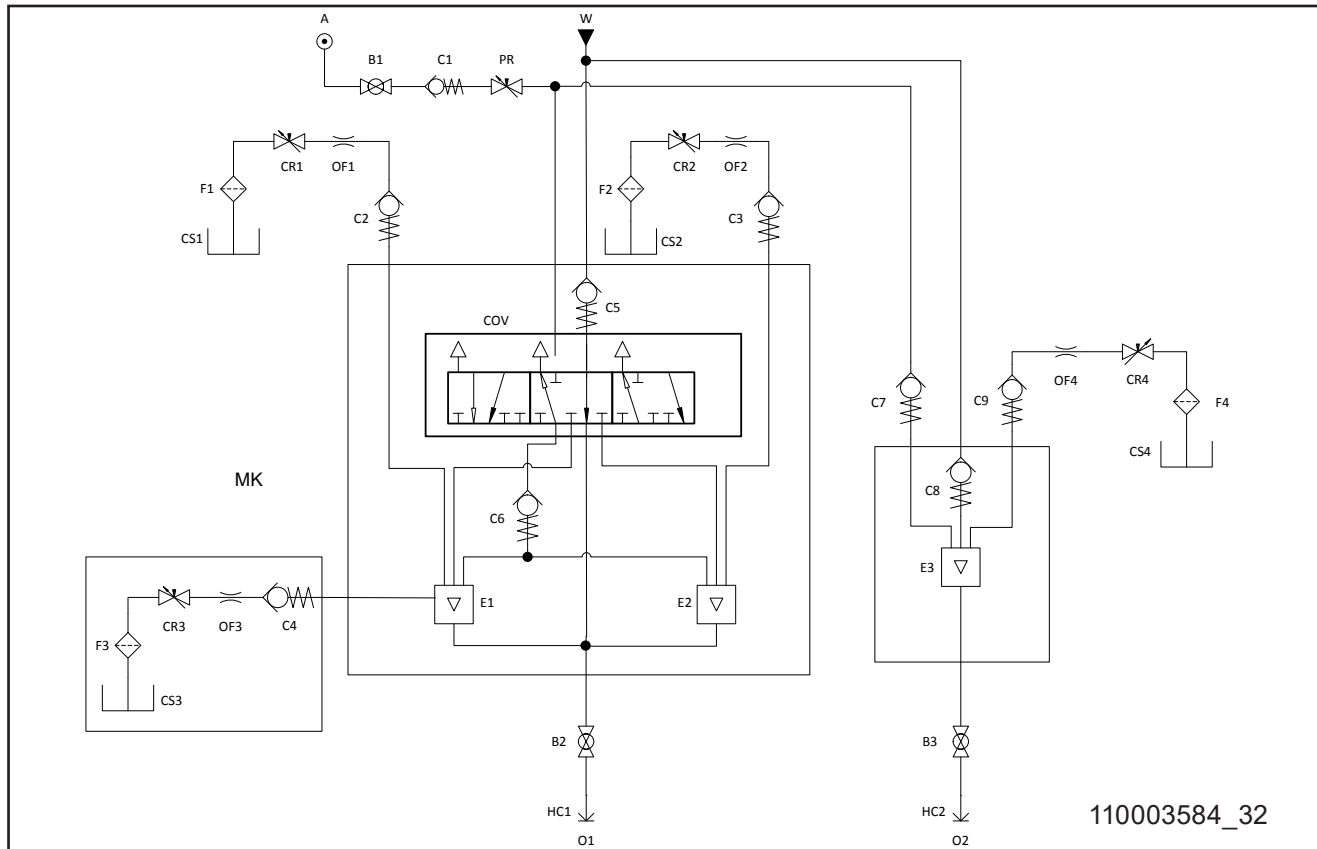 A
W
B1
C1
PR
CR1
OF1
CR2
OF2
F1
C2
F2
C3
CS1
CS2
C5
COV
OF4
CR4
C7
C9
F4
CS4
MK
C6
C8
E1
E2
E3
CR3
OF3
C4
F3
CS3
B2
B3
HC1
HC2
110003584_32
O1
O2